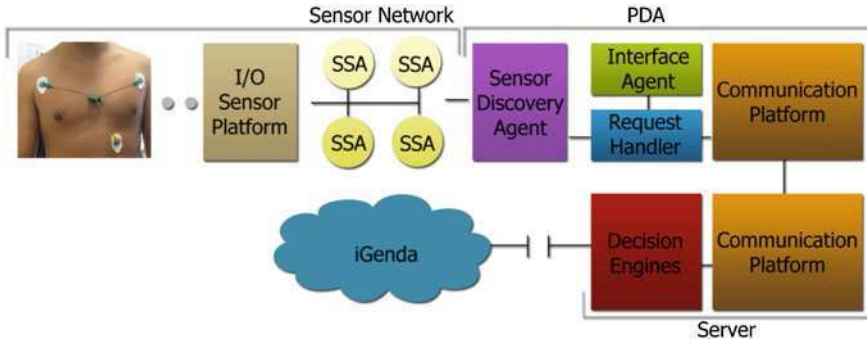 Sensor Network
PDA
I/O
Sensor
Platform
SSA
SSA
SSA
SSA
Sensor
Discovery
Agent
Interface
Agent
Request
Handler
Communication
Platform
iGenda
Decision
Engines
Communication
Platform
Server